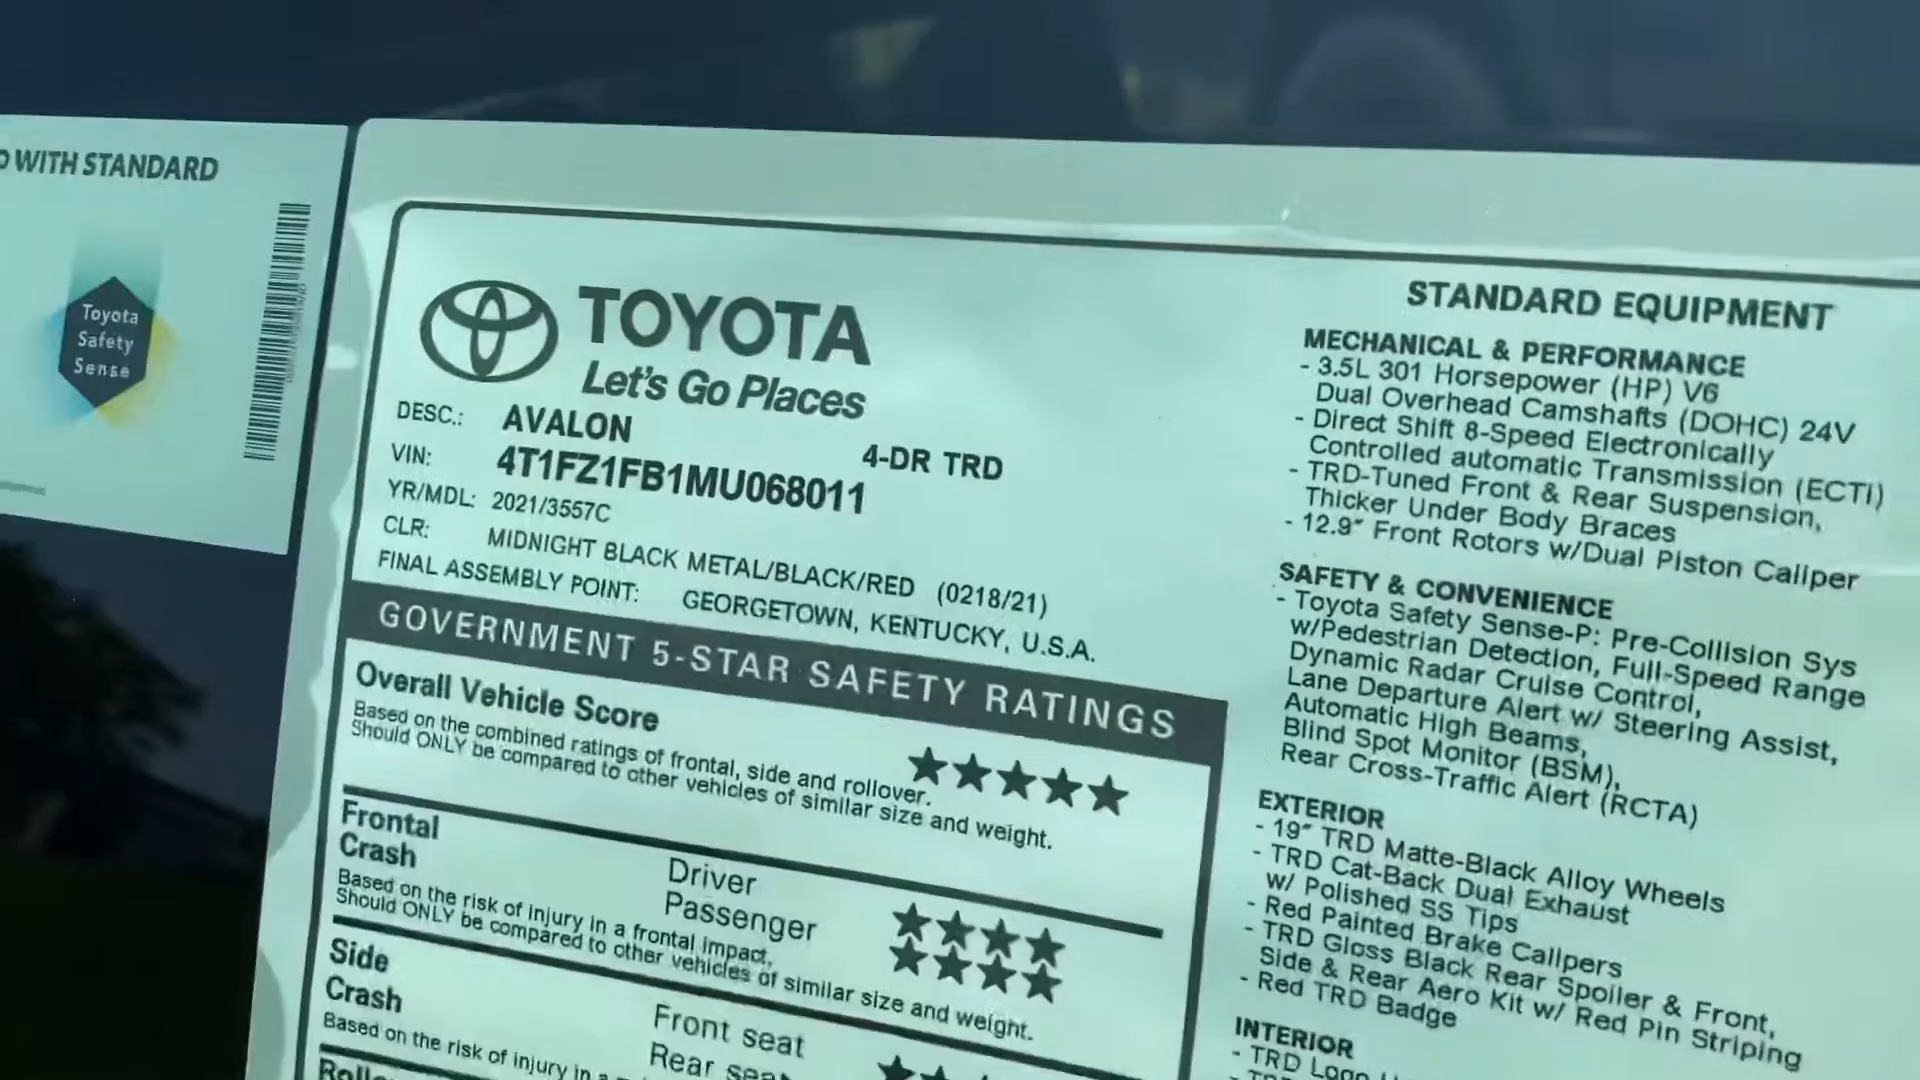 WITH STANDARD
Toyota
Safety
Sense
TOYOTA
Let's Go Places
DESC.: AVALON 4-DR TRD
VIN: 4T1FZ1FB1MU068011
YR/MDL: 2021/3557C
CLR: MIDNIGHT BLACK METAL/BLACK/RED (0218/21)
FINAL ASSEMBLY POINT: GEORGETOWN, KENTUCKY, U.S.A.
GOVERNMENT 5-STAR SAFETY RATINGS
Overall Vehicle Score ★★★★★
Based on the combined ratings of frontal, side and rollover.
Should ONLY be compared to other vehicles of similar size and weight.
Frontal
Crash
Driver ★★★★
Passenger ★★★★
Based on the risk of injury in a frontal impact.
Should ONLY be compared to other vehicles of similar size and weight.
Side
Crash
Front seat
Rear
Based on the risk of injury in a
STANDARD EQUIPMENT
MECHANICAL & PERFORMANCE
- 3.5L 301 Horsepower (HP) V6
Dual Overhead Camshafts (DOHC) 24V
- Direct Shift 8-Speed Electronically
Controlled automatic Transmission (ECTi)
- TRD-Tuned Front & Rear Suspension,
Thicker Under Body Braces
- 12.9" Front Rotors w/Dual Piston Caliper
SAFETY & CONVENIENCE
- Toyota Safety Sense-P: Pre-Collision Sys
w/Pedestrian Detection, Full-Speed Range
Dynamic Radar Cruise Control,
Lane Departure Alert w/ Steering Assist,
Automatic High Beams,
Blind Spot Monitor (BSM),
Rear Cross-Traffic Alert (RCTA)
EXTERIOR
- 19" TRD Matte-Black Alloy Wheels
- TRD Cat-Back Dual Exhaust
w/ Polished SS Tips
- Red Painted Brake Calipers
- TRD Gloss Black Rear Spoiler & Front,
Side & Rear Aero Kit w/ Red Pin Striping
- Red TRD Badge
INTERIOR
- TRD Logo